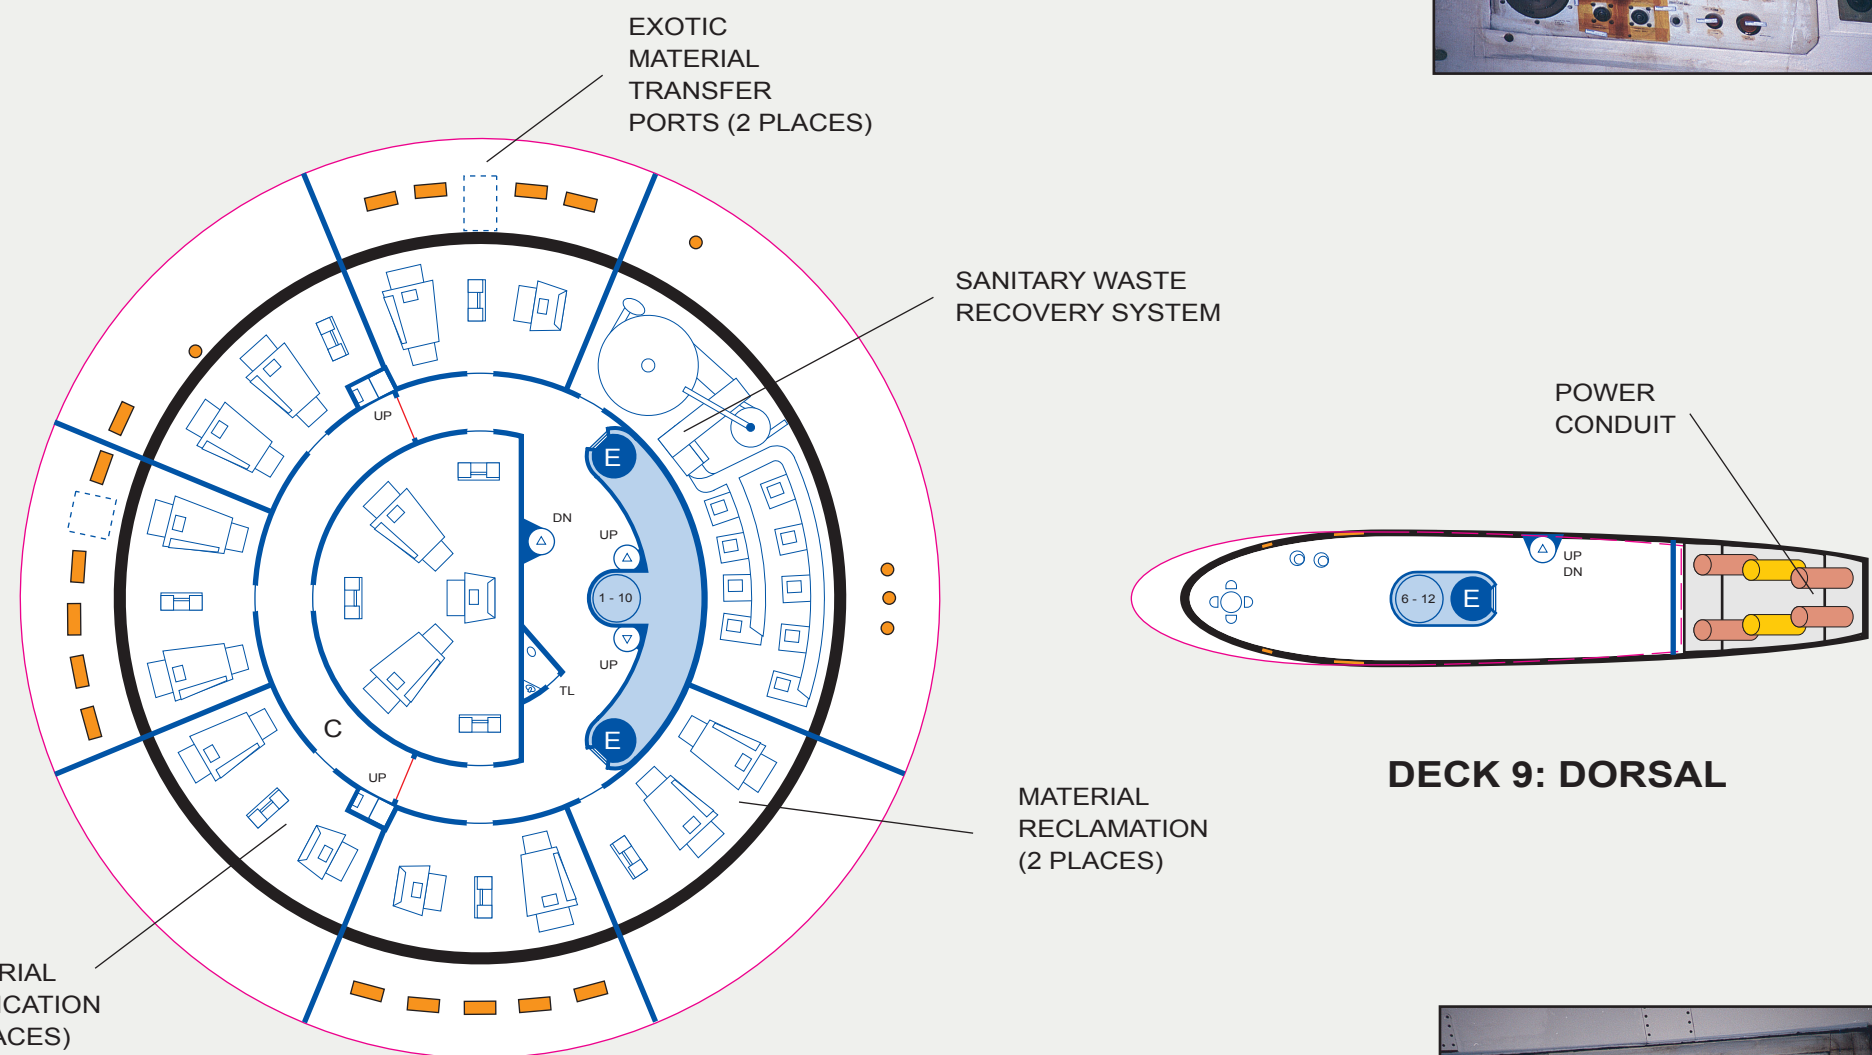 EXOTIC
MATERIAL
TRANSFER
PORTS (2 PLACES)
SANITARY WASTE
RECOVERY SYSTEM
POWER
CONDUIT
UP
E
DN
UP
1 - 10
UP
TL
E
C
UP
UP
DN
6 - 12
E
DECK 9: DORSAL
MATERIAL
RECLAMATION
(2 PLACES)
RIAL
ICATION
ACES)